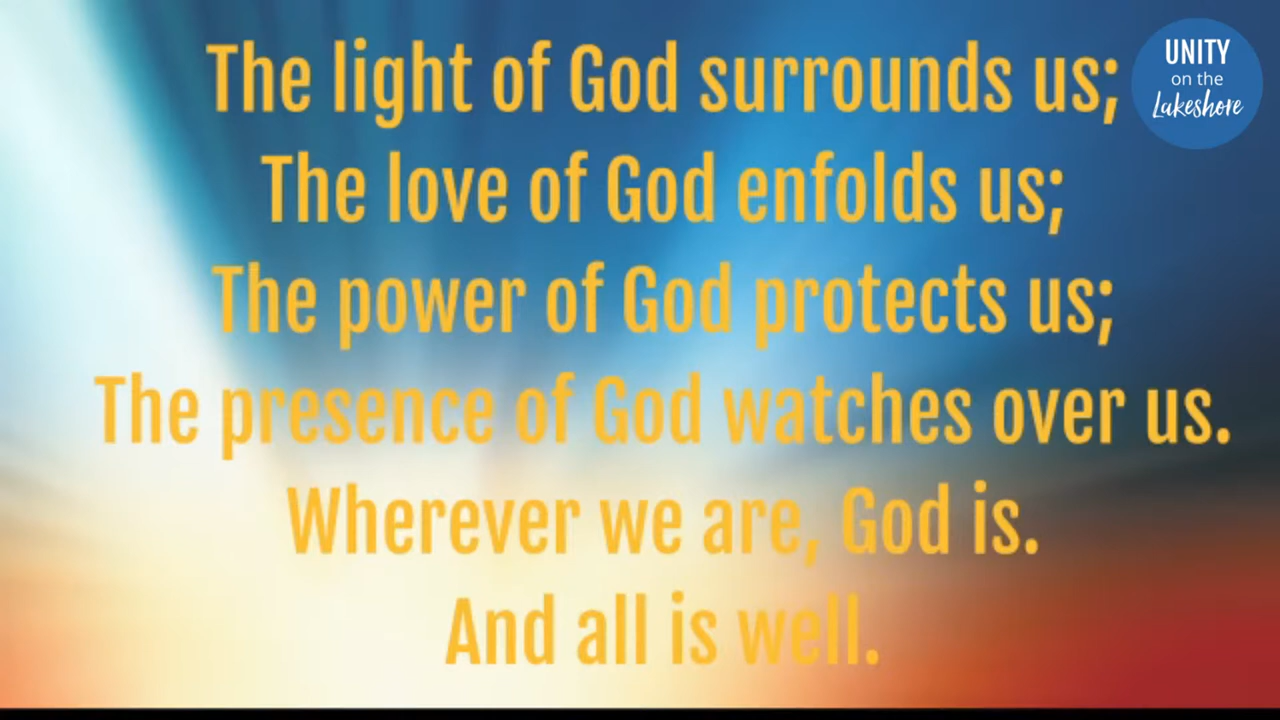 The light of God surrounds us;
The love of God enfolds us;
The power of God protects us;
The presence of God watches over us.
Wherever we are, God is.
And all is well.
UNITY
on the
Lakeshore